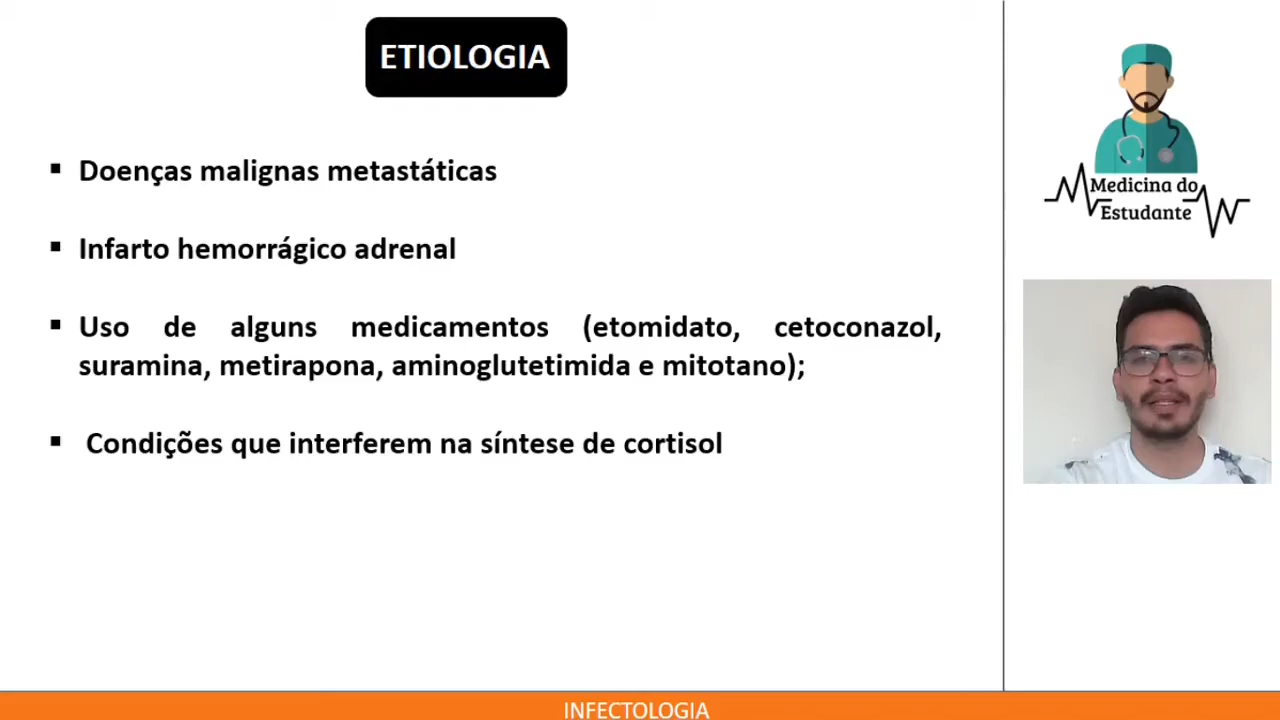 ETIOLOGIA
▪ Doenças malignas metastáticas
▪ Infarto hemorrágico adrenal
▪ Uso de alguns medicamentos (etomidato, cetoconazol,
suramina, metirapona, aminoglutetimida e mitotano);
▪ Condições que interferem na síntese de cortisol
Medicina do
Estudante
INFECTOLOGIA